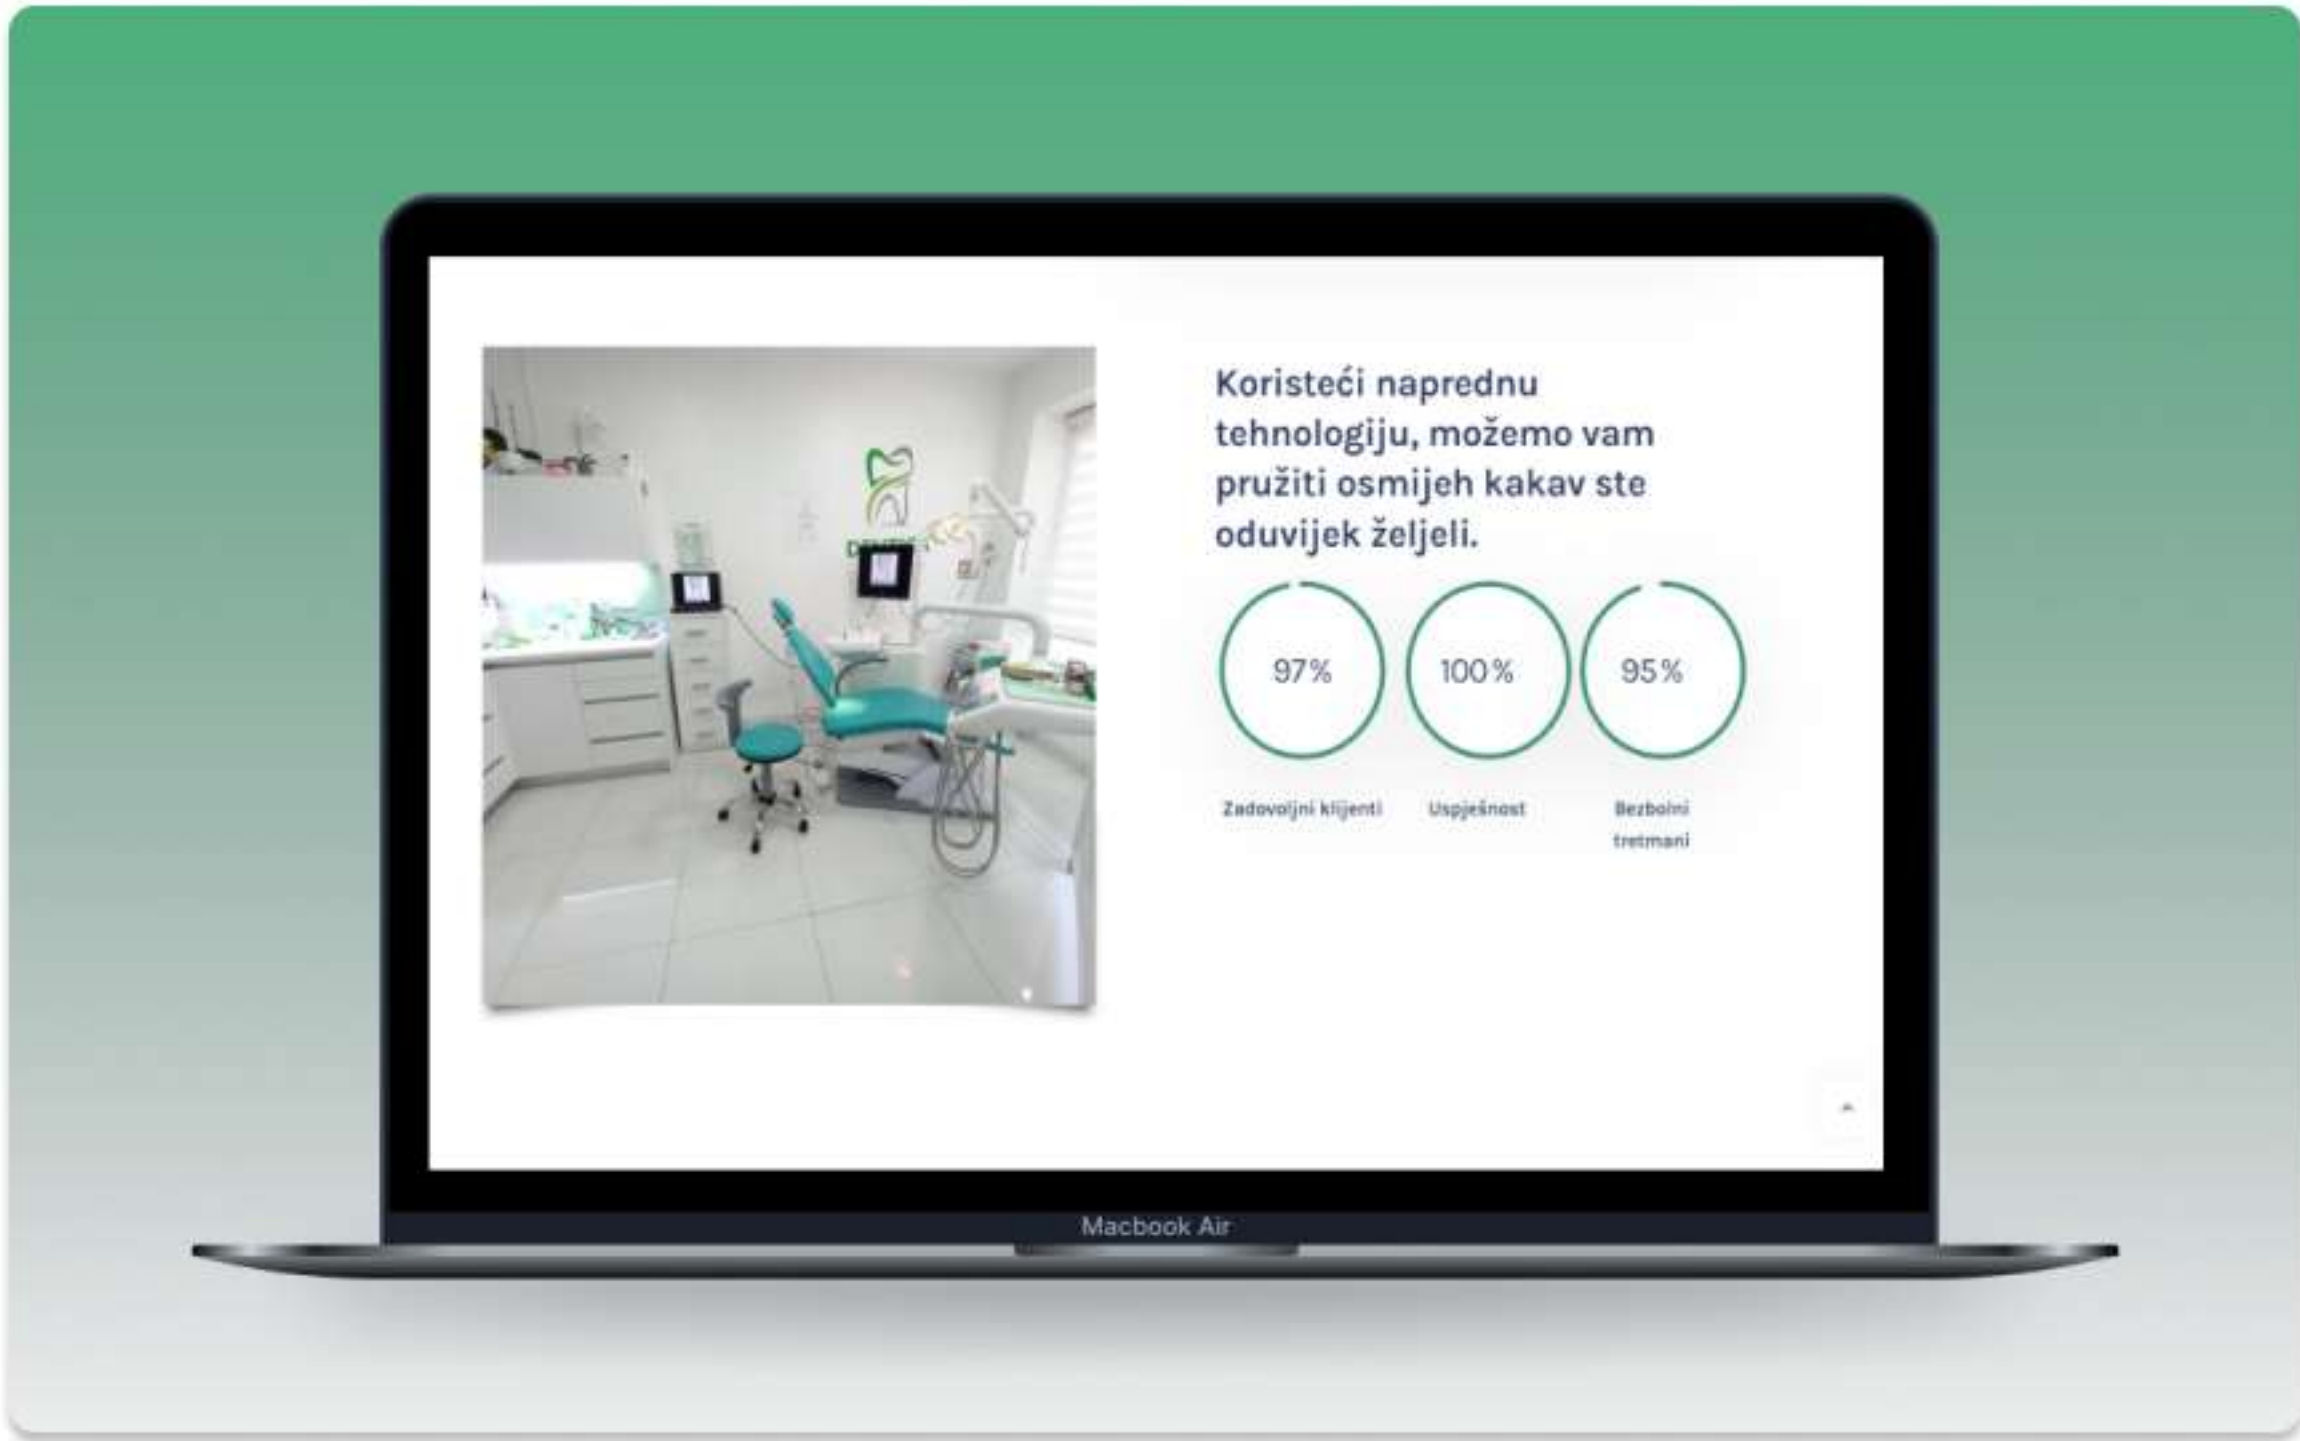 Koristeći naprednu
tehnologiju, možemo vam
pružiti osmijeh kakav ste
oduvijek željeli.
97%
100%
95%
Zadovoljni klijenti
Uspješnost
Bezbolni
tretmani
Macbook Air